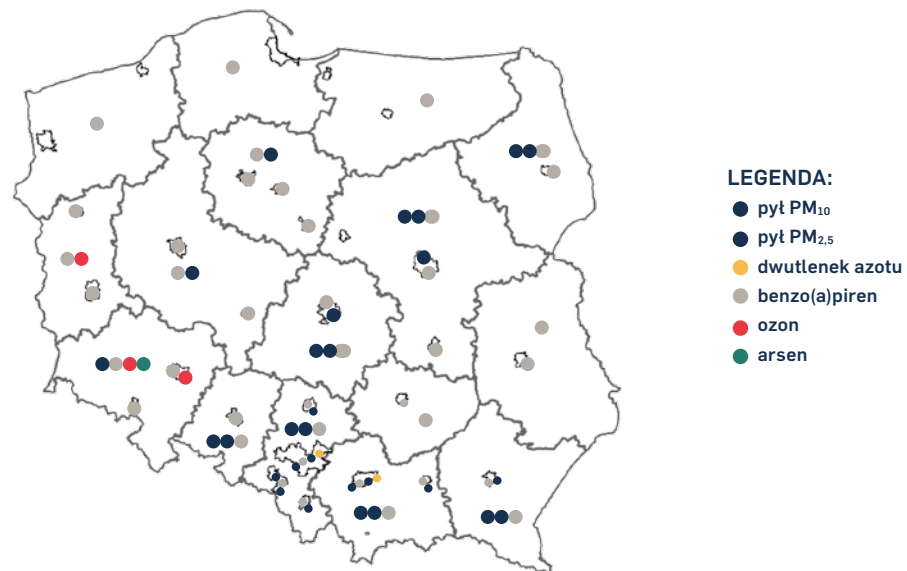 LEGENDA:
pył PM₁₀
pył PM₂,₅
dwutlenek azotu
benzo(a)piren
ozon
arsen